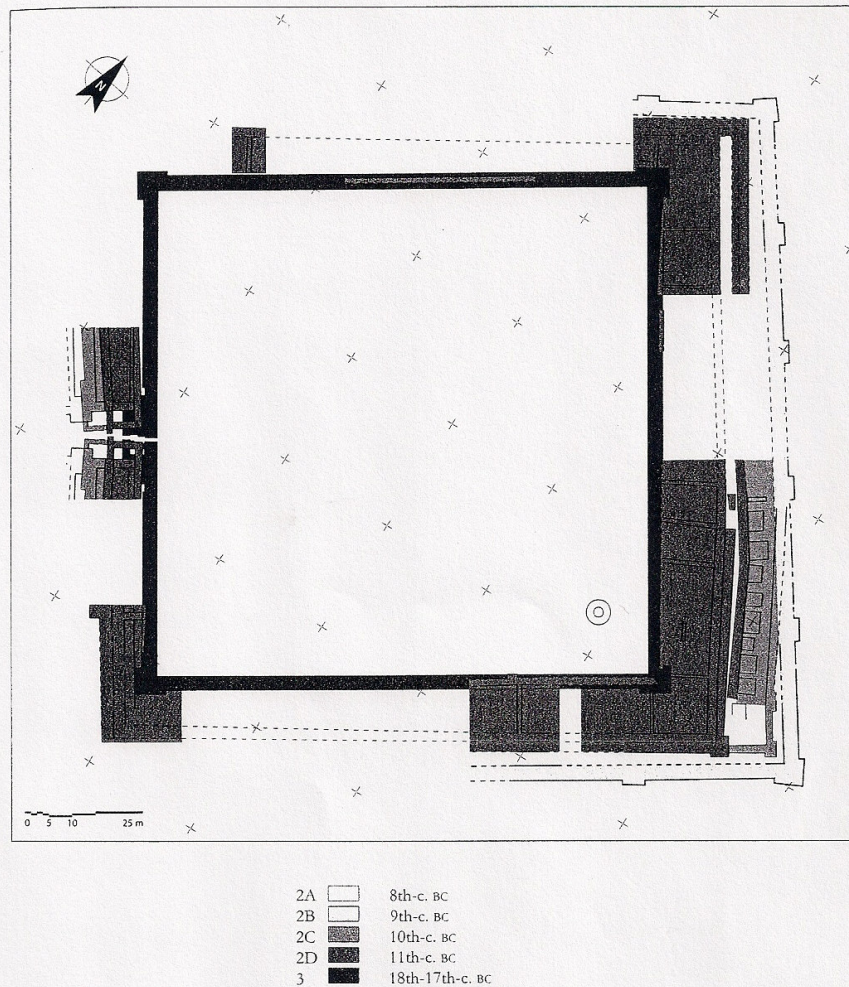 N
0 5 10 25 m
2A 8th-c. BC
2B 9th-c. BC
2C 10th-c. BC
2D 11th-c. BC
3 18th-17th-c. BC